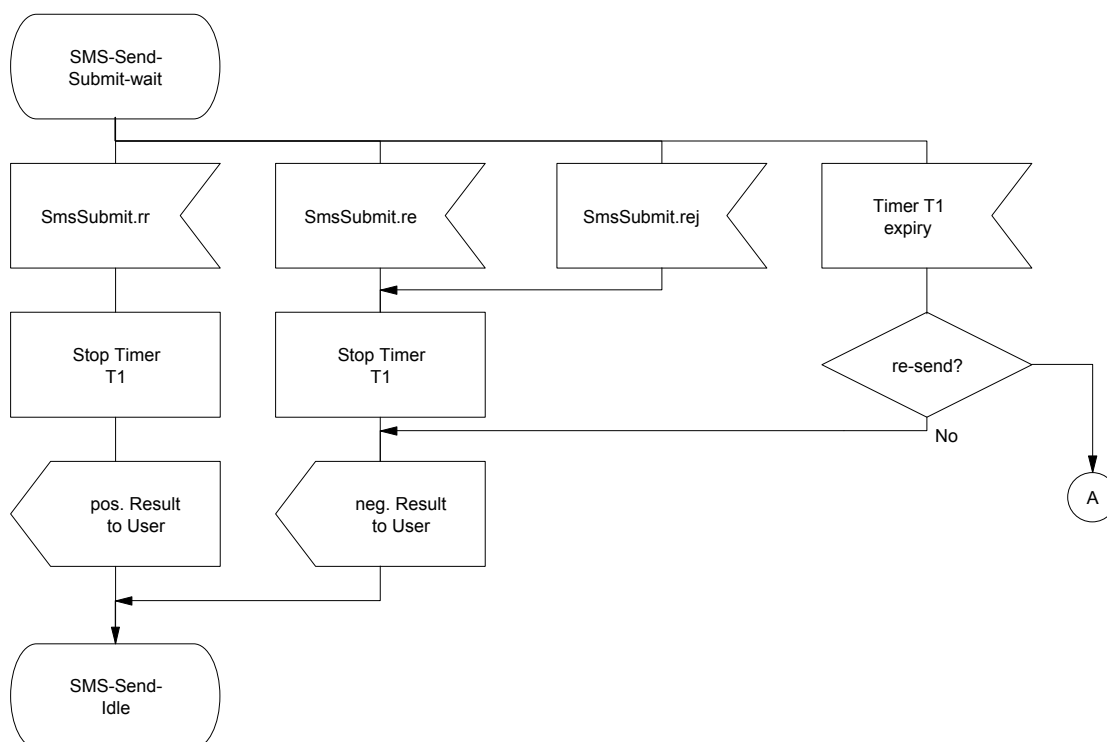 SMS-Send-
Submit-wait
SmsSubmit.rr
SmsSubmit.re
SmsSubmit.rej
Timer T1
expiry
Stop Timer
T1
Stop Timer
T1
re-send?
No
pos. Result
to User
neg. Result
to User
A
SMS-Send-
Idle